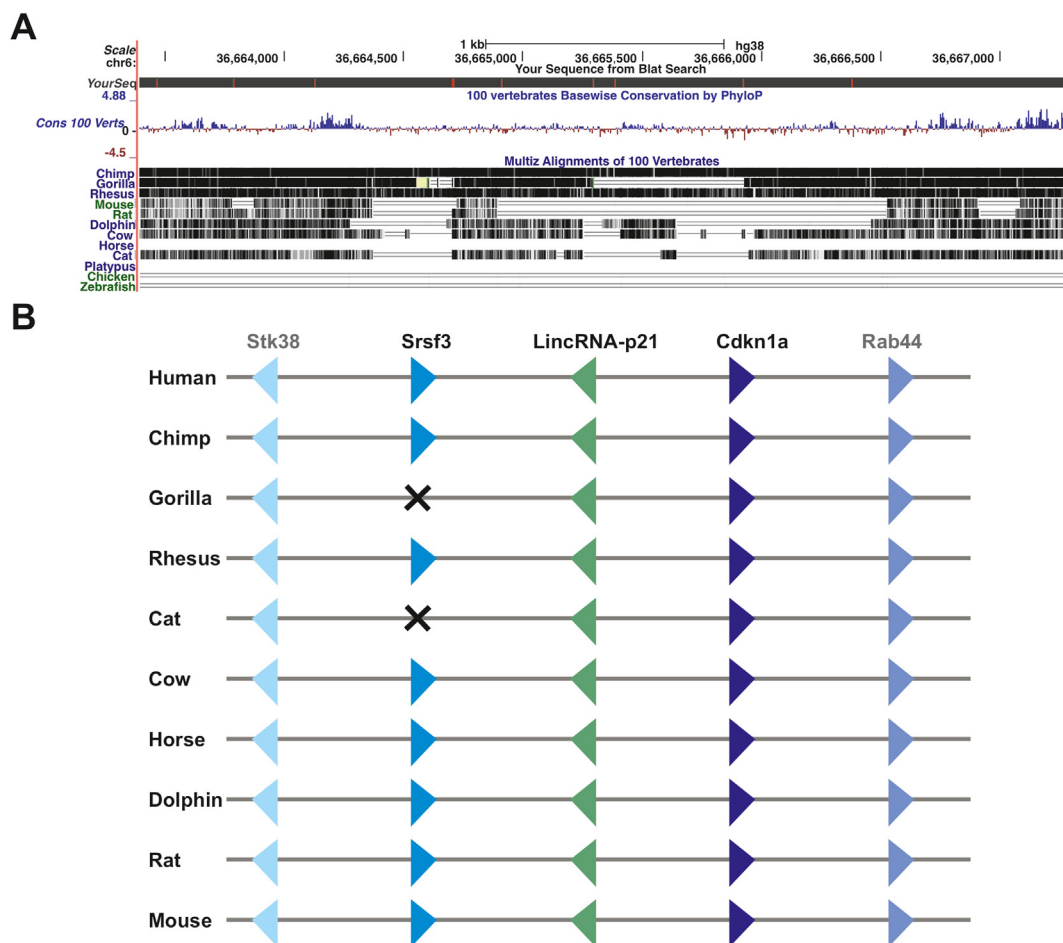 A
Scale
1 kb
hg38
chr6:
36,664,000
36,664,500
36,665,000
36,665,500
36,666,000
36,666,500
36,667,000
Your Sequence from Blat Search
YourSeq
4.88
100 vertebrates Basewise Conservation by PhyloP
Cons 100 Verts
0
-4.5
Multiz Alignments of 100 Vertebrates
Chimp
Gorilla
Rhesus
Mouse
Rat
Dolphin
Cow
Horse
Cat
Platypus
Chicken
Zebrafish
B
Stk38 Srsf3 LincRNA-p21 Cdkn1a Rab44
Human
Chimp
Gorilla
Rhesus
Cat
Cow
Horse
Dolphin
Rat
Mouse